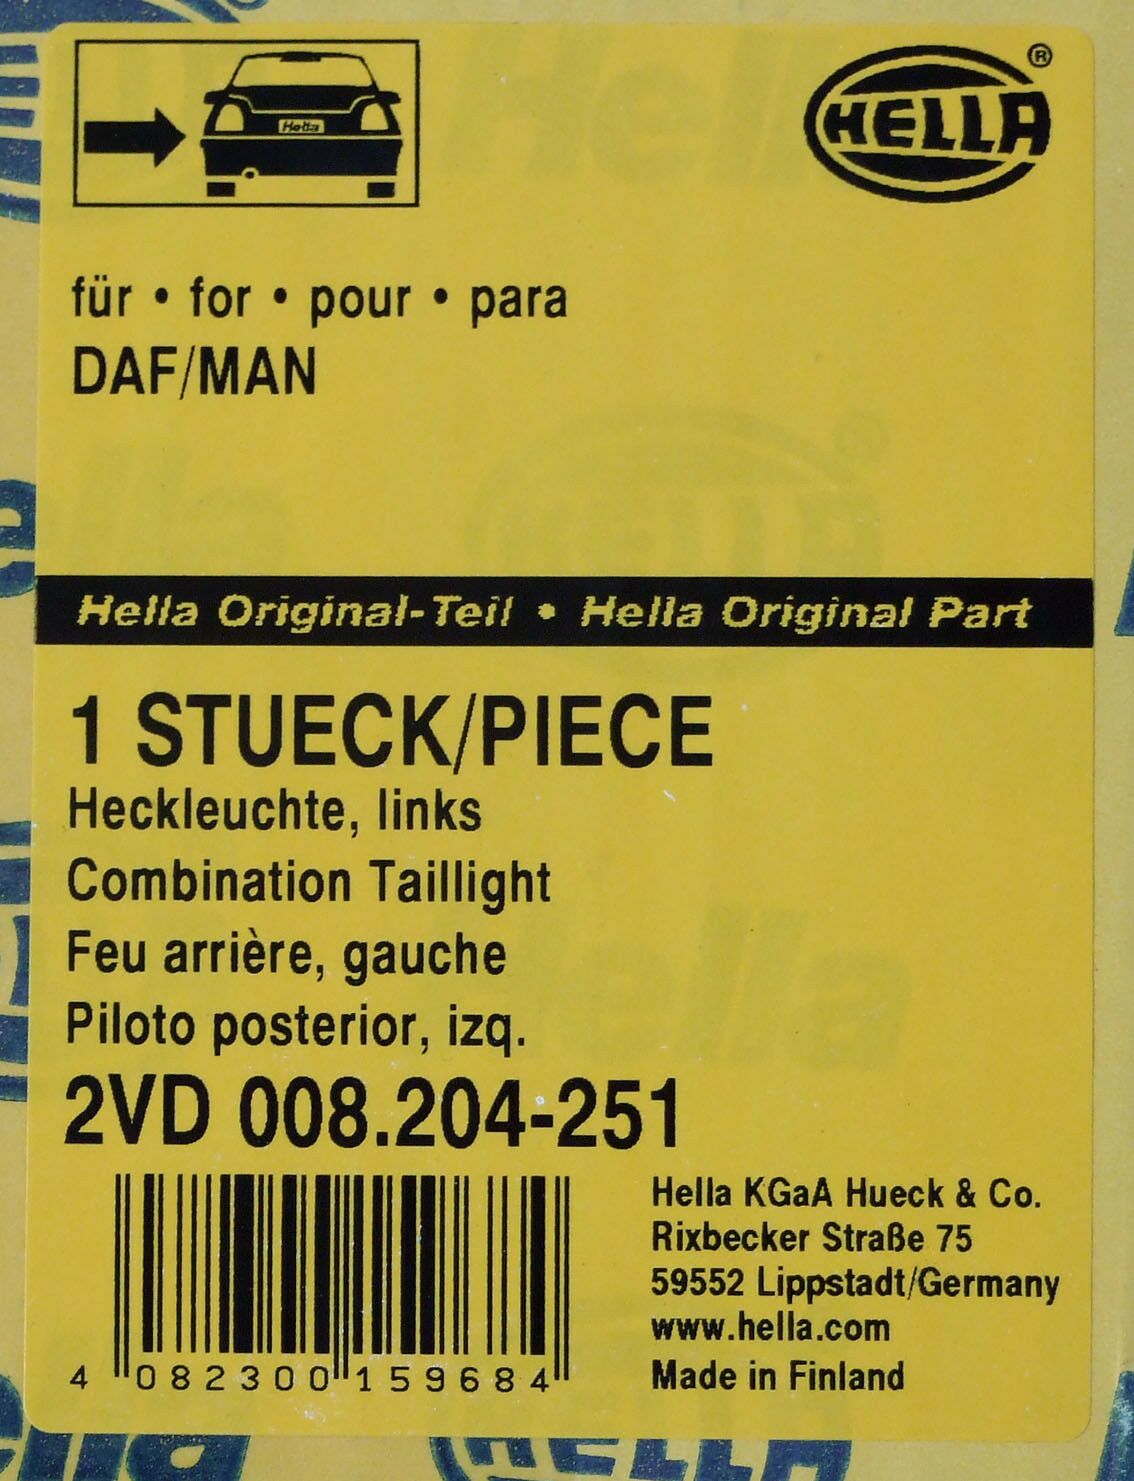 Hella
HELLA ®
für • for • pour • para
DAF/MAN
Hella Original-Teil • Hella Original Part
1 STUECK/PIECE
Heckleuchte, links
Combination Taillight
Feu arrière, gauche
Piloto posterior, izq.
2VD 008.204-251
4 082300 159684
Hella KGaA Hueck & Co.
Rixbecker Straße 75
59552 Lippstadt/Germany
www.hella.com
Made in Finland
HELLA